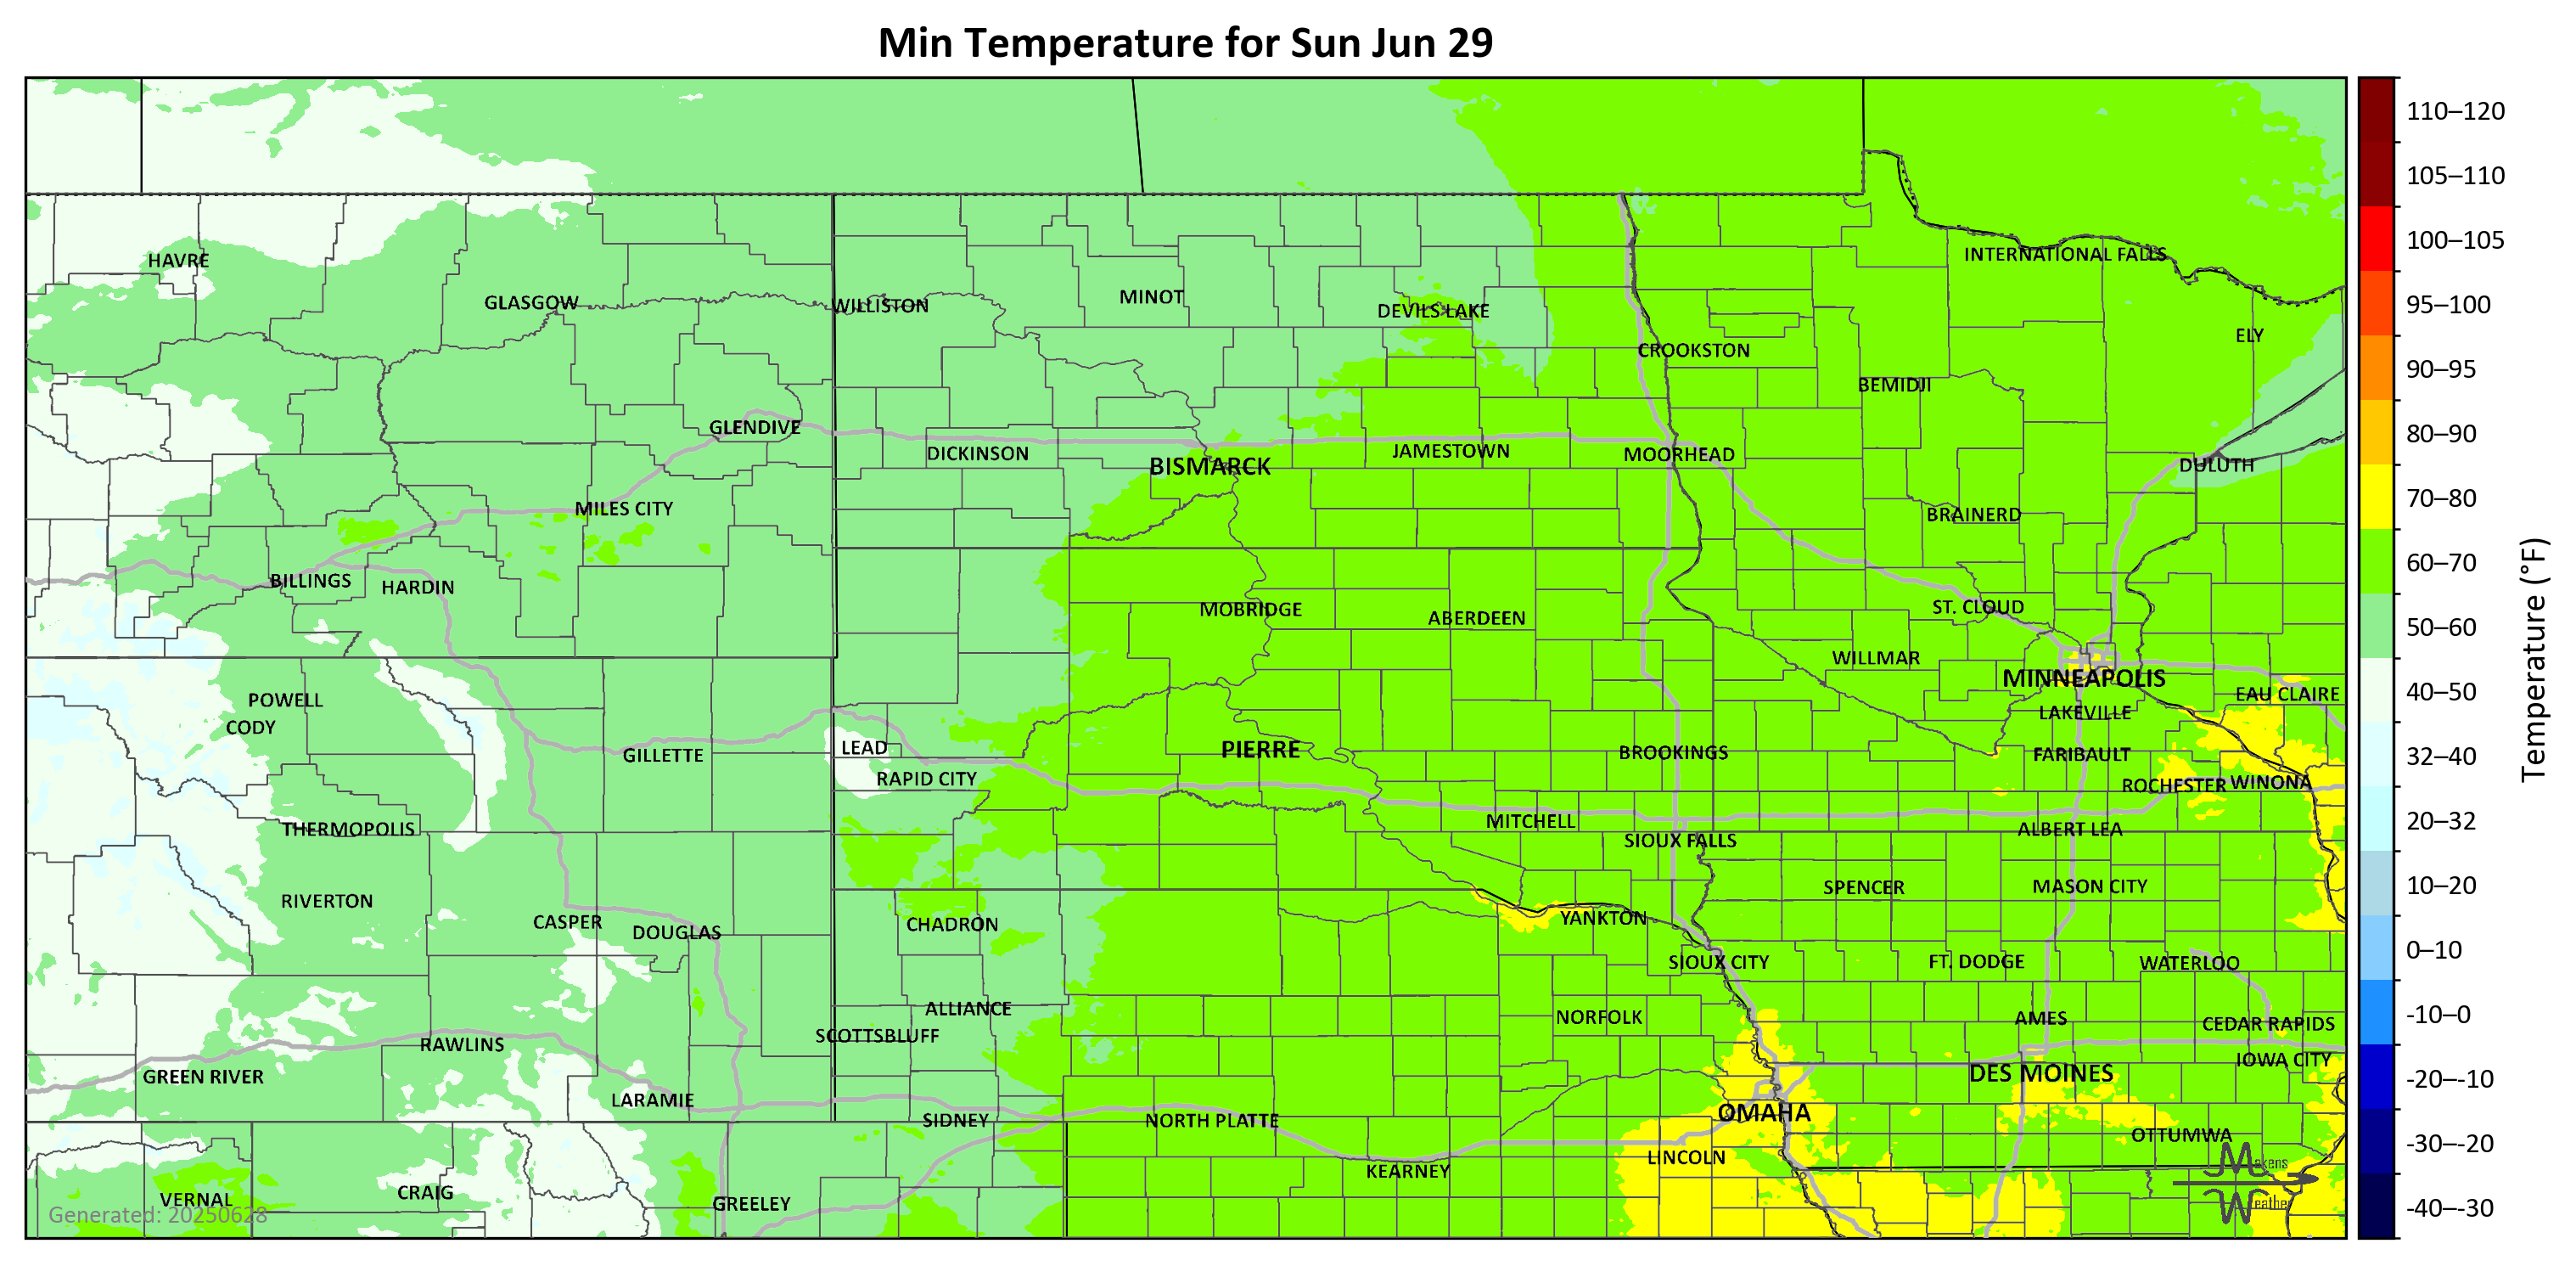 Min Temperature for Sun Jun 29
110–120
105–110
100–105
95–100
90–95
80–90
70–80
60–70
50–60
40–50
32–40
20–32
10–20
0–10
-10–0
-20–-10
-30–-20
-40–-30
Temperature (°F)
HAVRE
INTERNATIONAL FALLS
GLASGOW
WILLISTON
MINOT
DEVILS LAKE
ELY
CROOKSTON
BEMIDJI
GLENDIVE
DICKINSON
BISMARCK
JAMESTOWN
MOORHEAD
DULUTH
MILES CITY
BRAINERD
BILLINGS
HARDIN
MOBRIDGE
ABERDEEN
ST. CLOUD
WILLMAR
MINNEAPOLIS
POWELL
EAU CLAIRE
CODY
LAKEVILLE
GILLETTE
LEAD
PIERRE
BROOKINGS
FARIBAULT
RAPID CITY
ROCHESTER
WINONA
THERMOPOLIS
MITCHELL
SIOUX FALLS
ALBERT LEA
RIVERTON
SPENCER
MASON CITY
CASPER
DOUGLAS
CHADRON
YANKTON
SIOUX CITY
FT. DODGE
WATERLOO
ALLIANCE
NORFOLK
AMES
CEDAR RAPIDS
SCOTTSBLUFF
RAWLINS
IOWA CITY
GREEN RIVER
DES MOINES
LARAMIE
SIDNEY
NORTH PLATTE
OMAHA
OTTUMWA
LINCOLN
KEARNEY
VERNAL
CRAIG
GREELEY
Generated: 20250628
Makens
Weather